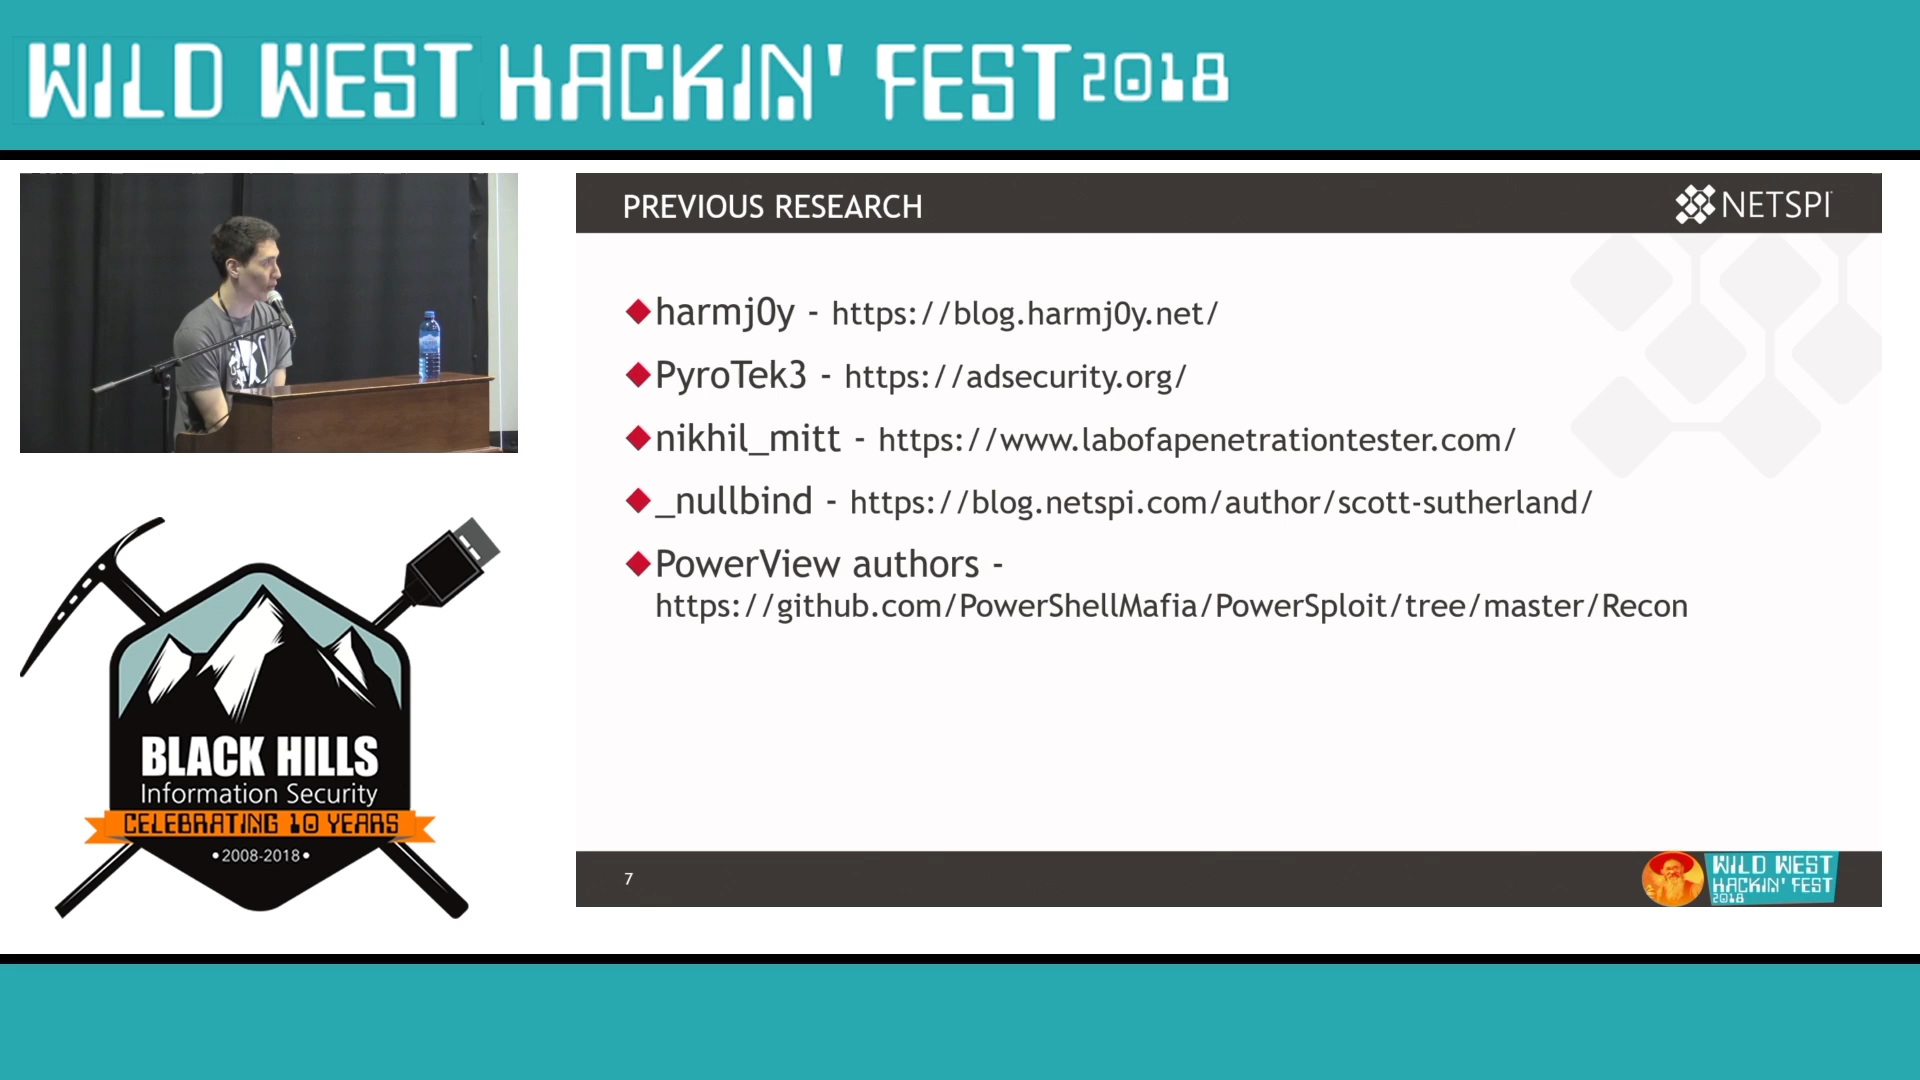 WILD WEST HACKIN' FEST 2018
PREVIOUS RESEARCH
NETSPI
harmj0y - https://blog.harmj0y.net/
PyroTek3 - https://adsecurity.org/
nikhil_mitt - https://www.labofapenetrationtester.com/
_nullbind - https://blog.netspi.com/author/scott-sutherland/
PowerView authors -
https://github.com/PowerShellMafia/PowerSploit/tree/master/Recon
BLACK HILLS
Information Security
CELEBRATING 10 YEARS
•2008-2018•
7
WILD WEST
HACKIN' FEST
2018